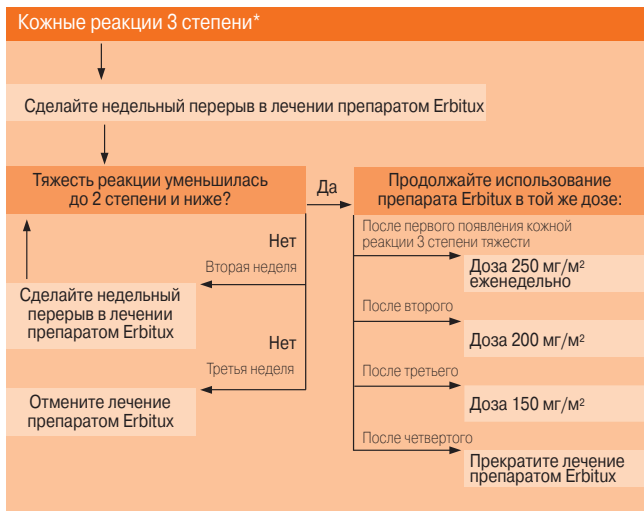 Кожные реакции 3 степени*
Сделайте недельный перерыв в лечении препаратом Erbitux
Тяжесть реакции уменьшилась
до 2 степени и ниже?
Да
Продолжайте использование
препарата Erbitux в той же дозе:
Нет
Вторая неделя
Сделайте недельный
перерыв в лечении
препаратом Erbitux
Нет
Третья неделя
Отмените лечение
препаратом Erbitux
После первого появления кожной
реакции 3 степени тяжести
Доза 250 мг/м²
еженедельно
После второго
Доза 200 мг/м²
После третьего
Доза 150 мг/м²
После четвертого
Прекратите лечение
препаратом Erbitux